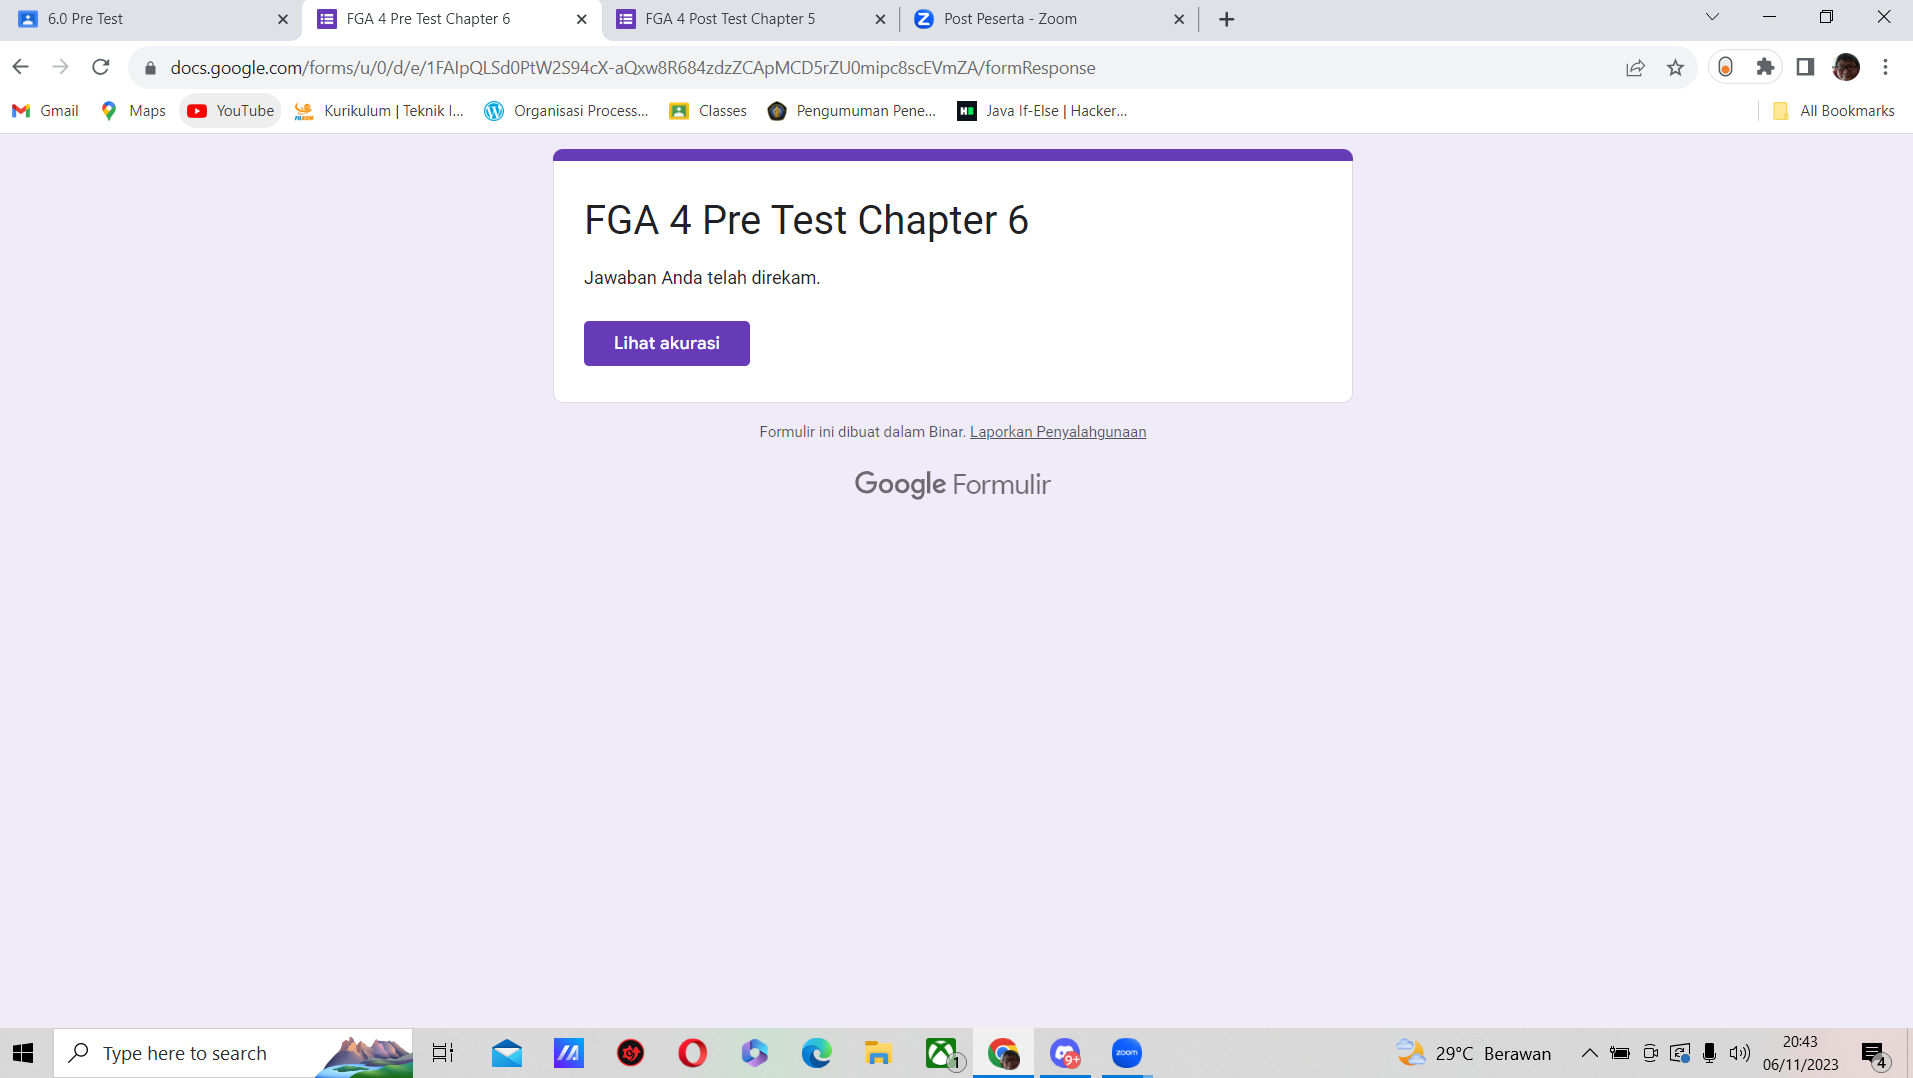 6.0 Pre Test
FGA 4 Pre Test Chapter 6
FGA 4 Post Test Chapter 5
Post Peserta - Zoom
docs.google.com/forms/u/0/d/e/1FAIpQLSd0PtW2S94cX-aQxw8R684zdzZCApMCD5rZU0mipc8scEVmZA/formResponse
Gmail
Maps
YouTube
Kurikulum | Teknik I...
Organisasi Process...
Classes
Pengumuman Pene...
Java If-Else | Hacker...
All Bookmarks
FGA 4 Pre Test Chapter 6
Jawaban Anda telah direkam.
Lihat akurasi
Formulir ini dibuat dalam Binar. Laporkan Penyalahgunaan
Google Formulir
Type here to search
1
9+
zoom
29°C Berawan
20:43
06/11/2023
4